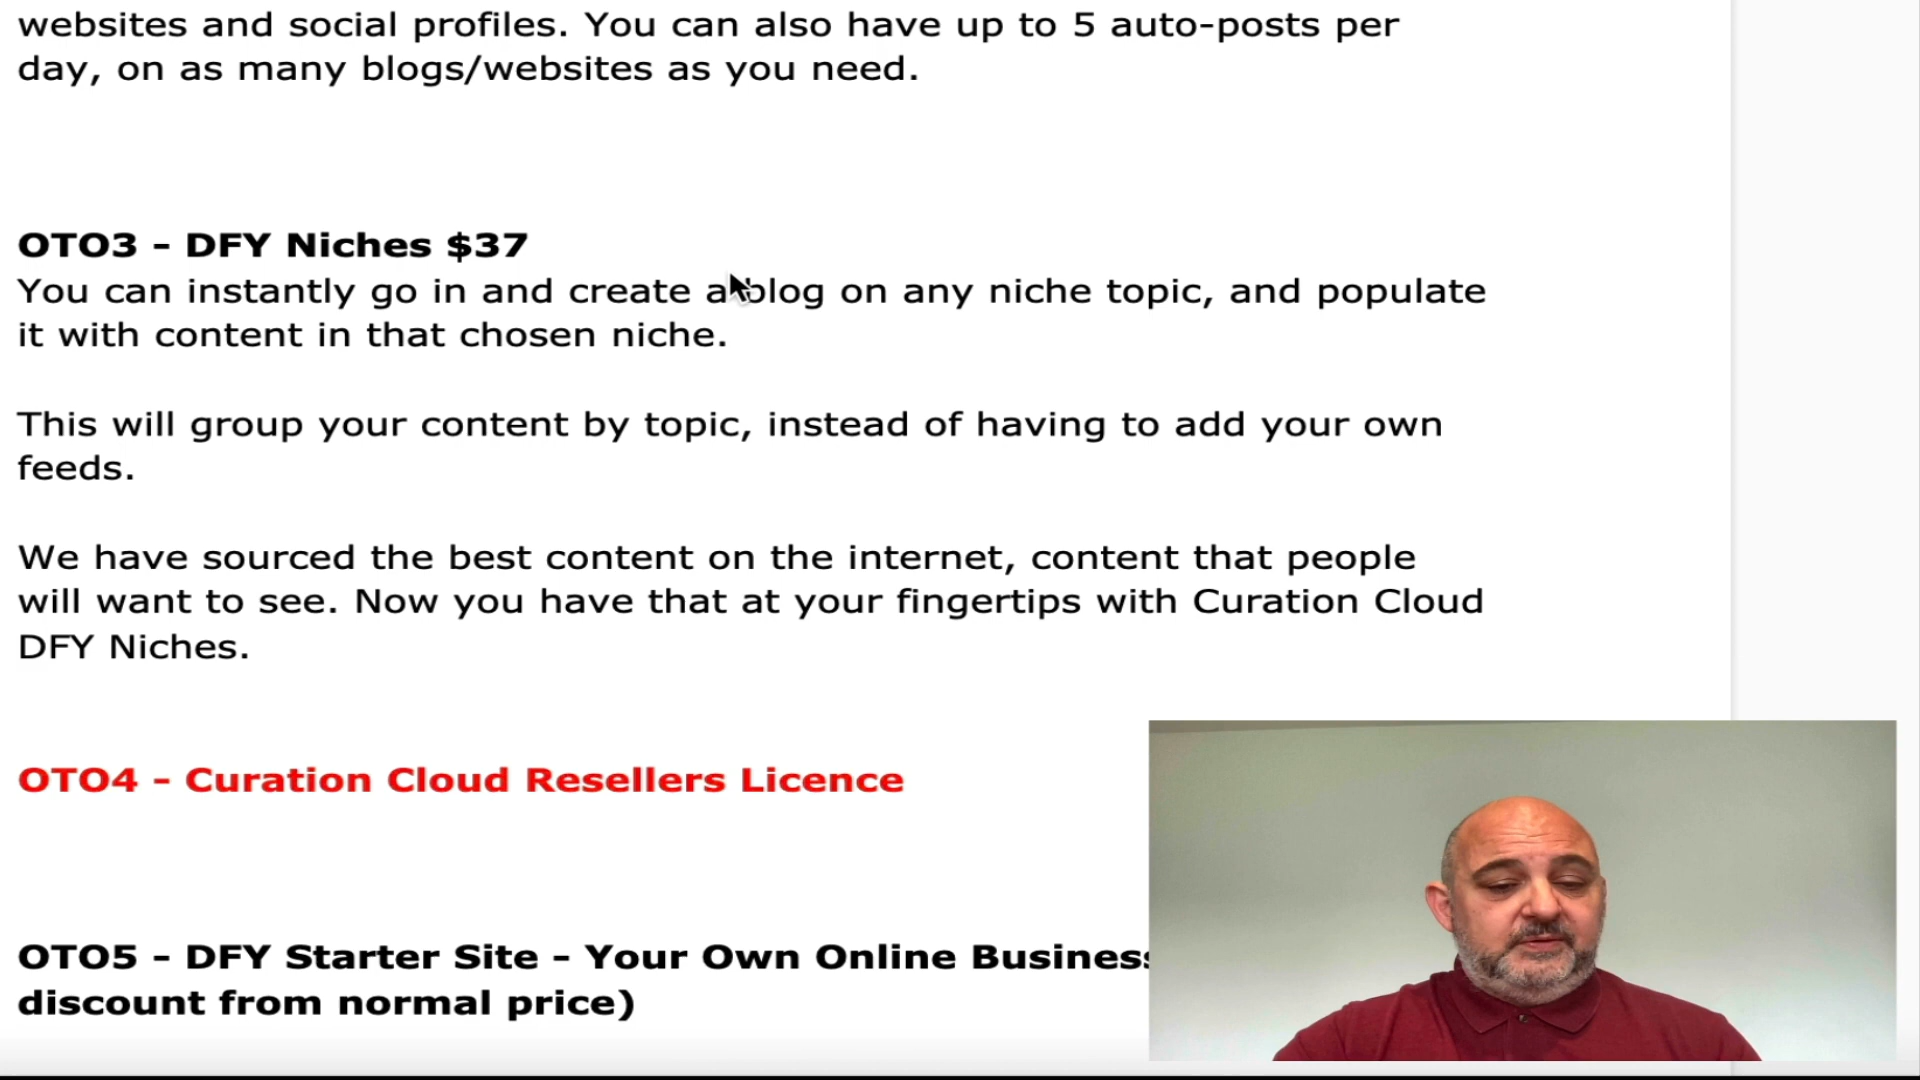 websites and social profiles. You can also have up to 5 auto-posts per
day, on as many blogs/websites as you need.
OTO3 - DFY Niches $37
You can instantly go in and create a blog on any niche topic, and populate
it with content in that chosen niche.
This will group your content by topic, instead of having to add your own
feeds.
We have sourced the best content on the internet, content that people
will want to see. Now you have that at your fingertips with Curation Cloud
DFY Niches.
OTO4 - Curation Cloud Resellers Licence
OTO5 - DFY Starter Site - Your Own Online Business
discount from normal price)